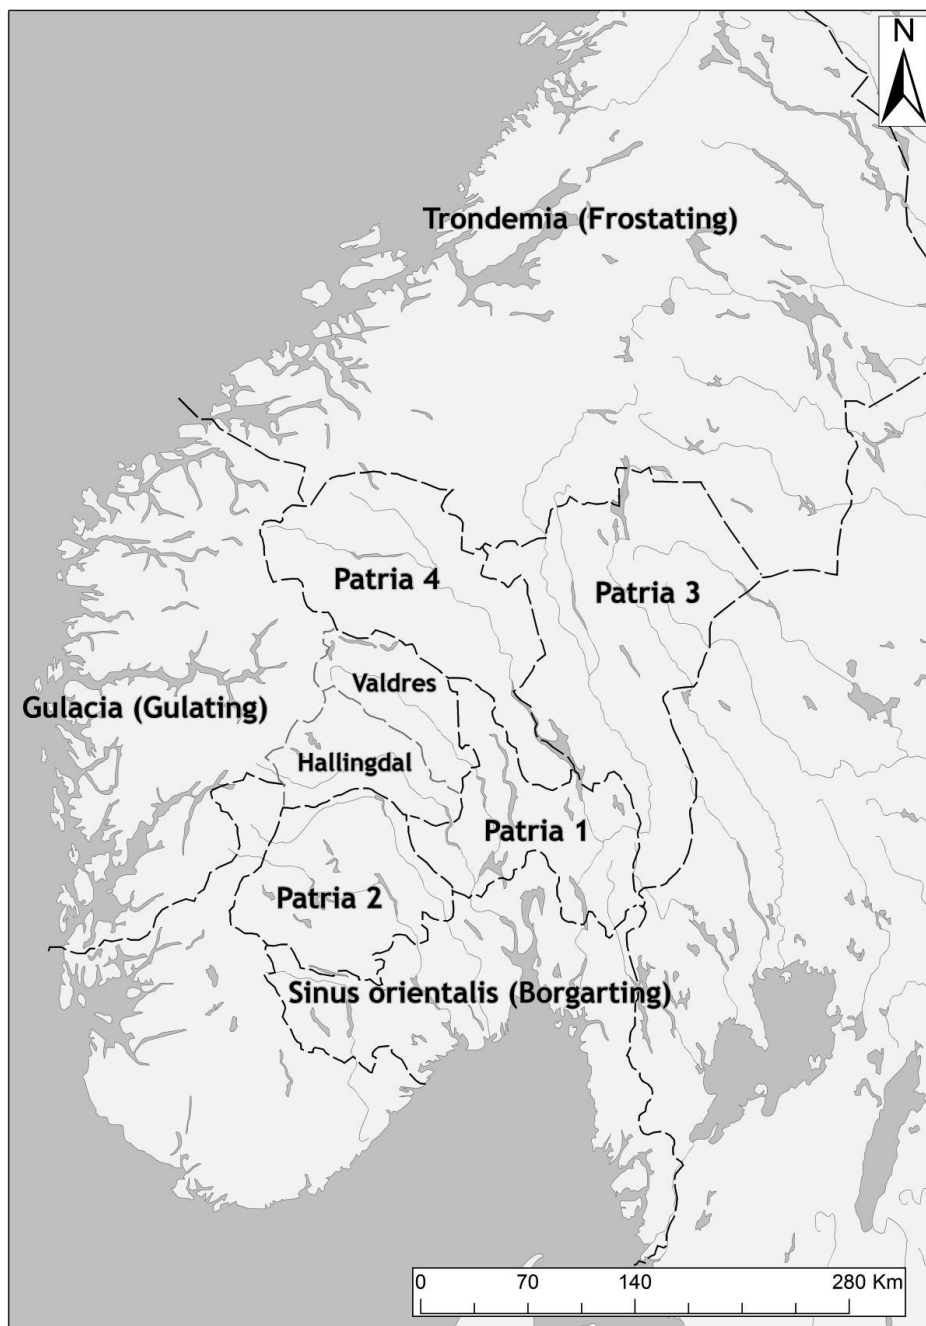 N
Trondemia (Frostating)
Patria 4
Patria 3
Valdres
Gulacia (Gulating)
Hallingdal
Patria 1
Patria 2
Sinus orientalis (Borgarting)
0 70 140 280 Km